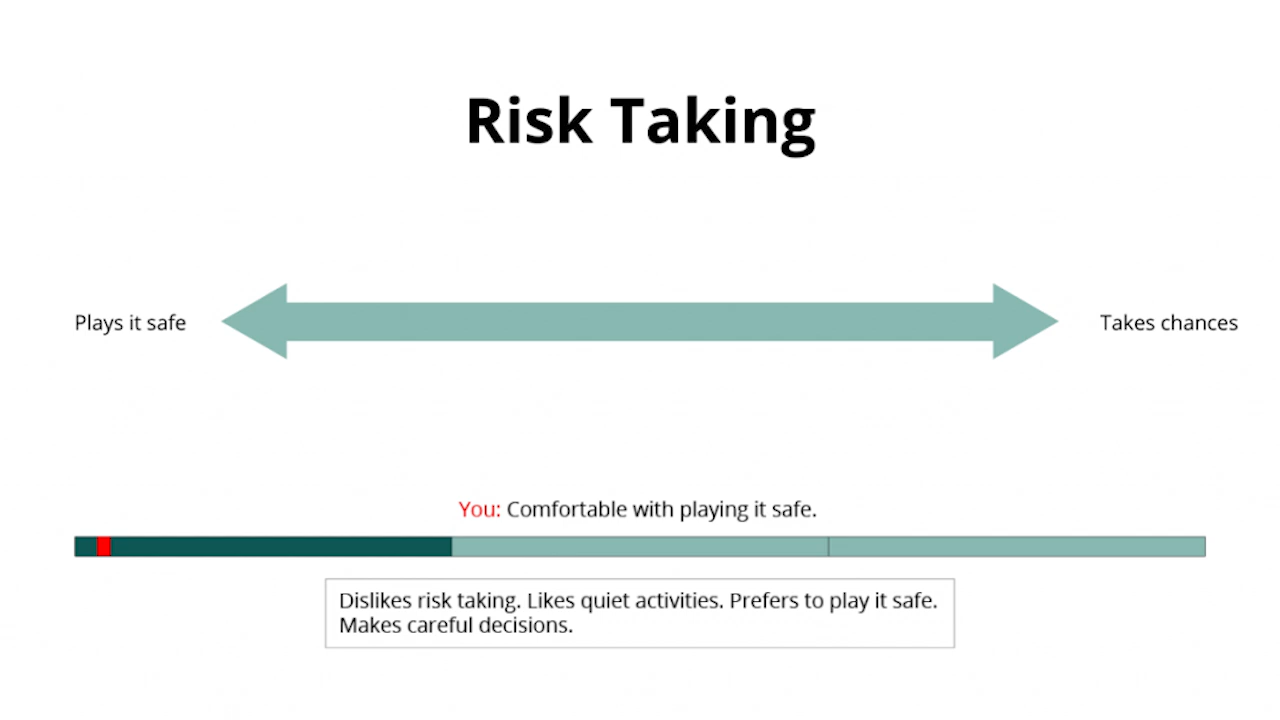 Risk Taking
Plays it safe
Takes chances
You: Comfortable with playing it safe.
Dislikes risk taking. Likes quiet activities. Prefers to play it safe.
Makes careful decisions.